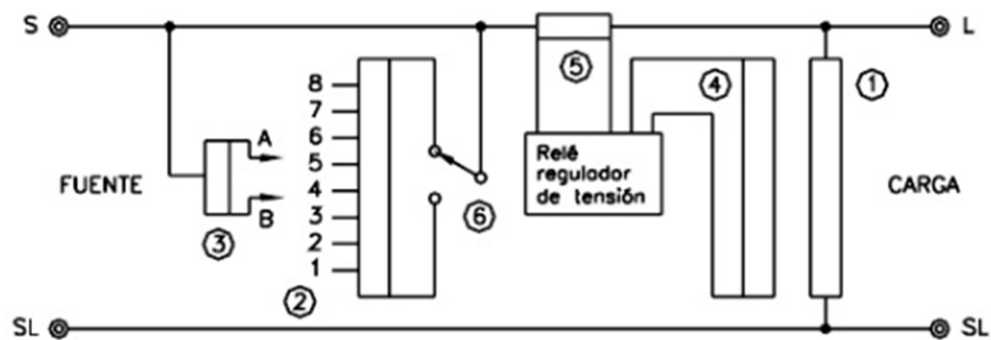 S
L
5
4
1
8
7
6
5
4
3
2
1
A
B
3
FUENTE
Relé
regulador
de tensión
6
CARGA
2
SL
SL